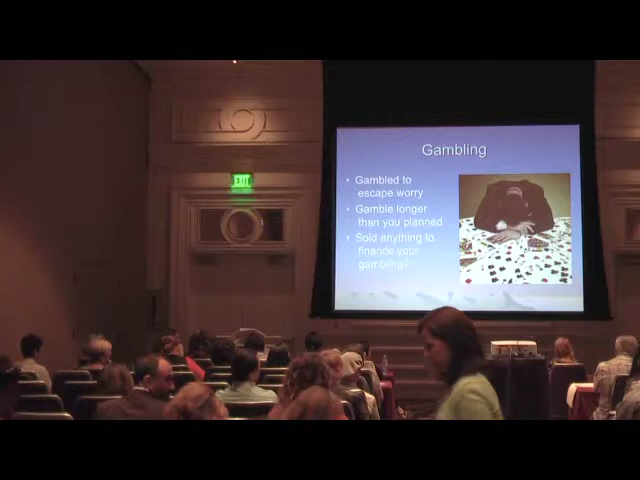 Gambling
EXIT
• Gambled to
escape worry
• Gamble longer
than you planned
• Sold anything to
finance your
gambling?